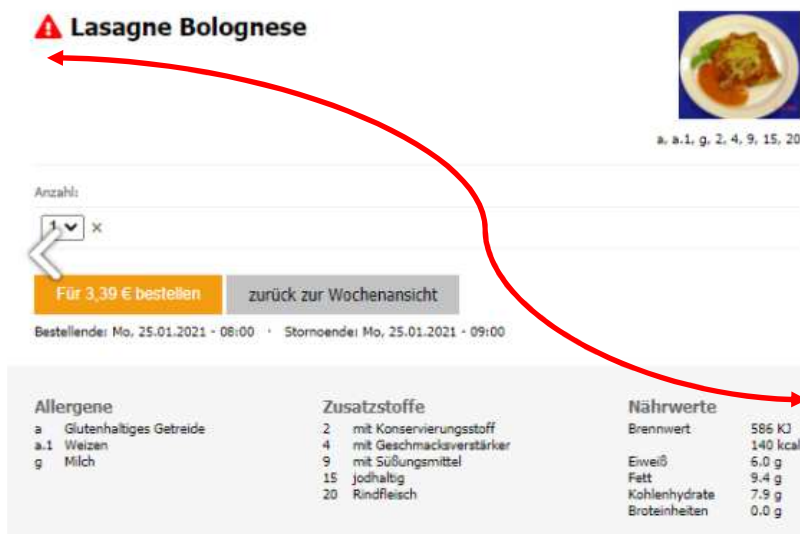 Lasagne Bolognese
a, a.1, g, 2, 4, 9, 15, 20
Anzahl:
1 ×
Für 3,39 € bestellen
zurück zur Wochenansicht
Bestellende: Mo, 25.01.2021 - 08:00 · Stornoende: Mo, 25.01.2021 - 09:00
Allergene
a Glutenhaltiges Getreide
a.1 Weizen
g Milch
Zusatzstoffe
2 mit Konservierungsstoff
4 mit Geschmacksverstärker
9 mit Süßungsmittel
15 jodhaltig
20 Rindfleisch
Nährwerte
Brennwert 586 KJ
140 kcal
Eiweiß 6.0 g
Fett 9.4 g
Kohlenhydrate 7.9 g
Broteinheiten 0.0 g